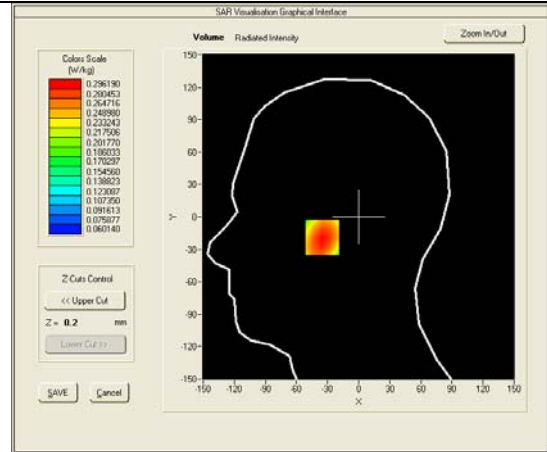 SAR Visualisation Graphical Interface
Volume Radiated Intensity
Zoom In/Out
Colors Scale
(W/kg)
0.296190
0.280453
0.264716
0.248980
0.233243
0.217506
0.201770
0.186033
0.170297
0.154560
0.138823
0.123087
0.107350
0.091613
0.075877
0.060140
Z Cuts Control
<< Upper Cut
Z = 0.2 mm
Lower Cut >>
SAVE
Cancel
150
120
90
60
30
0
-30
-60
-90
-120
-150
Y
-150 -120 -90 -60 -30 0 30 60 90 120 150
X